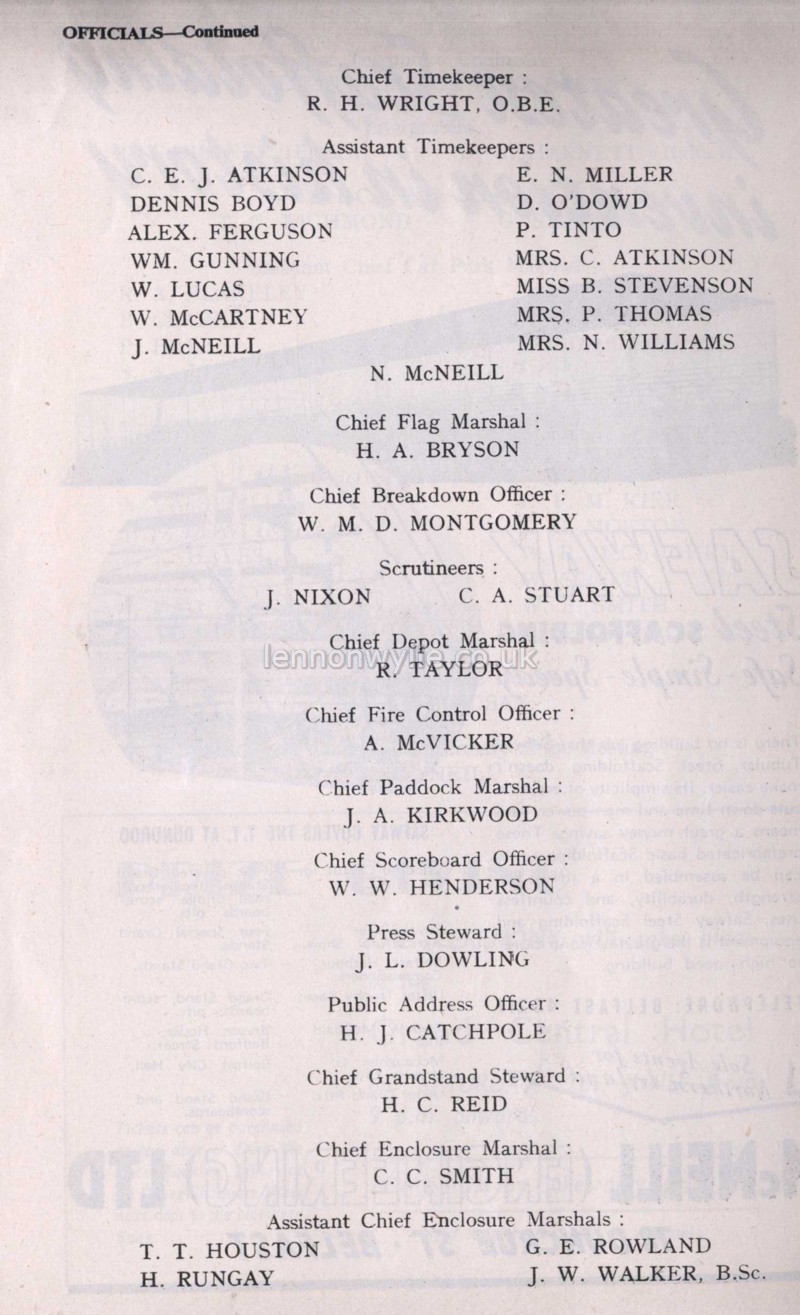 OFFICIALS—Continued
Chief Timekeeper :
R. H. WRIGHT, O.B.E.
Assistant Timekeepers :
C. E. J. ATKINSON E. N. MILLER
DENNIS BOYD D. O'DOWD
ALEX. FERGUSON P. TINTO
WM. GUNNING MRS. C. ATKINSON
W. LUCAS MISS B. STEVENSON
W. McCARTNEY MRS. P. THOMAS
J. McNEILL MRS. N. WILLIAMS
N. McNEILL
Chief Flag Marshal :
H. A. BRYSON
Chief Breakdown Officer :
W. M. D. MONTGOMERY
Scrutineers :
J. NIXON C. A. STUART
Chief Depot Marshal :
lennonwylie.co.uk
R. TAYLOR
Chief Fire Control Officer :
A. McVICKER
Chief Paddock Marshal :
J. A. KIRKWOOD
Chief Scoreboard Officer :
W. W. HENDERSON
Press Steward :
J. L. DOWLING
Public Address Officer :
H. J. CATCHPOLE
Chief Grandstand Steward :
H. C. REID
Chief Enclosure Marshal :
C. C. SMITH
Assistant Chief Enclosure Marshals :
T. T. HOUSTON G. E. ROWLAND
H. RUNGAY J. W. WALKER, B.Sc.